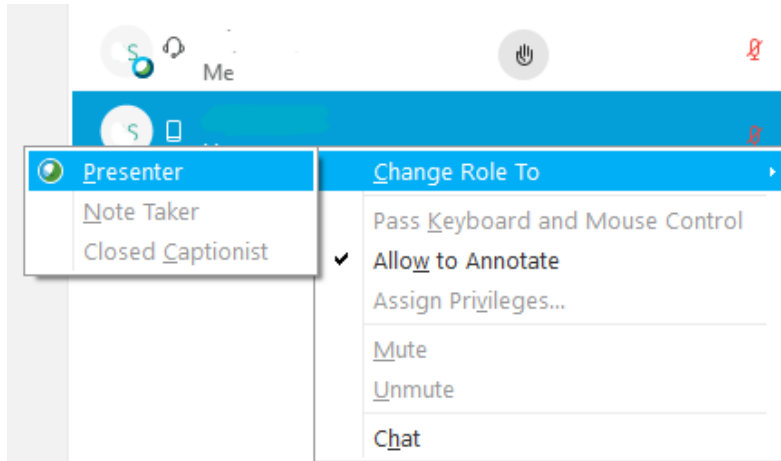 S
Me
S
Presenter
Change Role To
Note Taker
Pass Keyboard and Mouse Control
Closed Captionist
Allow to Annotate
Assign Privileges...
Mute
Unmute
Chat